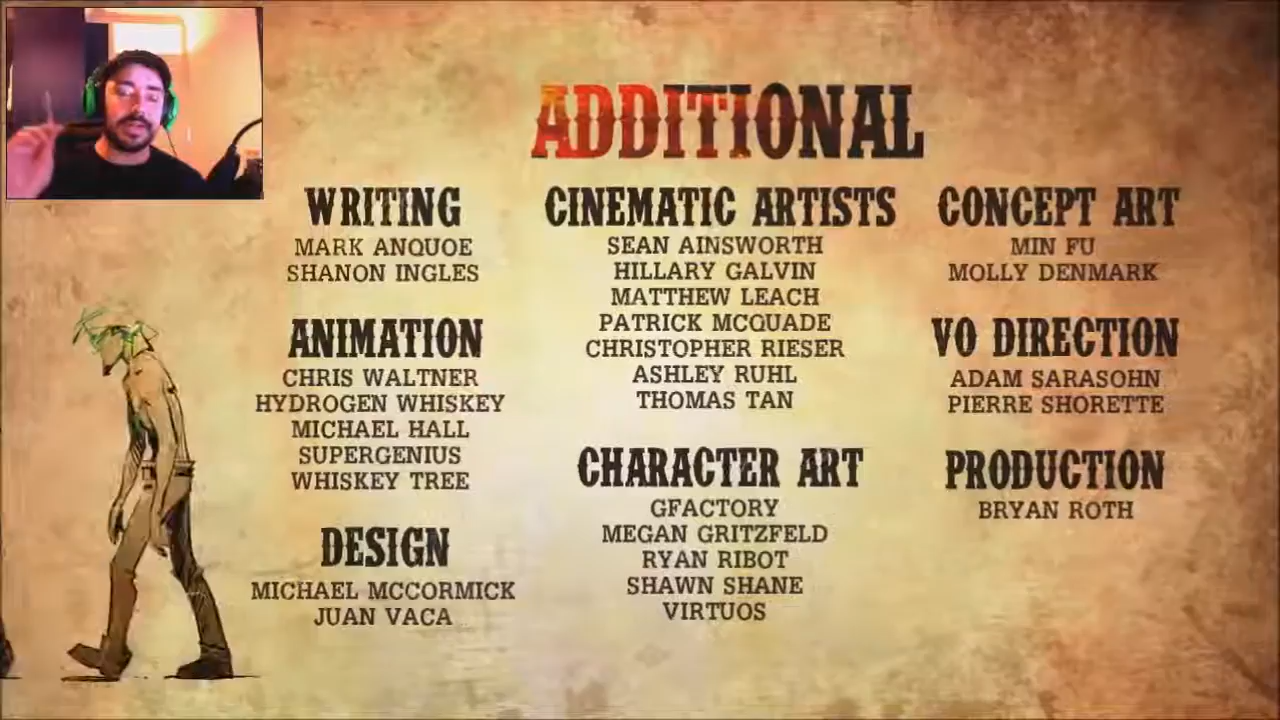 ADDITIONAL
WRITING
MARK ANQUOE
SHANON INGLES
ANIMATION
CHRIS WALTNER
HYDROGEN WHISKEY
MICHAEL HALL
SUPERGENIUS
WHISKEY TREE
DESIGN
MICHAEL MCCORMICK
JUAN VACA
CINEMATIC ARTISTS
SEAN AINSWORTH
HILLARY GALVIN
MATTHEW LEACH
PATRICK MCQUADE
CHRISTOPHER RIESER
ASHLEY RUHL
THOMAS TAN
CHARACTER ART
GFACTORY
MEGAN GRITZFELD
RYAN RIBOT
SHAWN SHANE
VIRTUOS
CONCEPT ART
MIN FU
MOLLY DENMARK
VO DIRECTION
ADAM SARASOHN
PIERRE SHORETTE
PRODUCTION
BRYAN ROTH